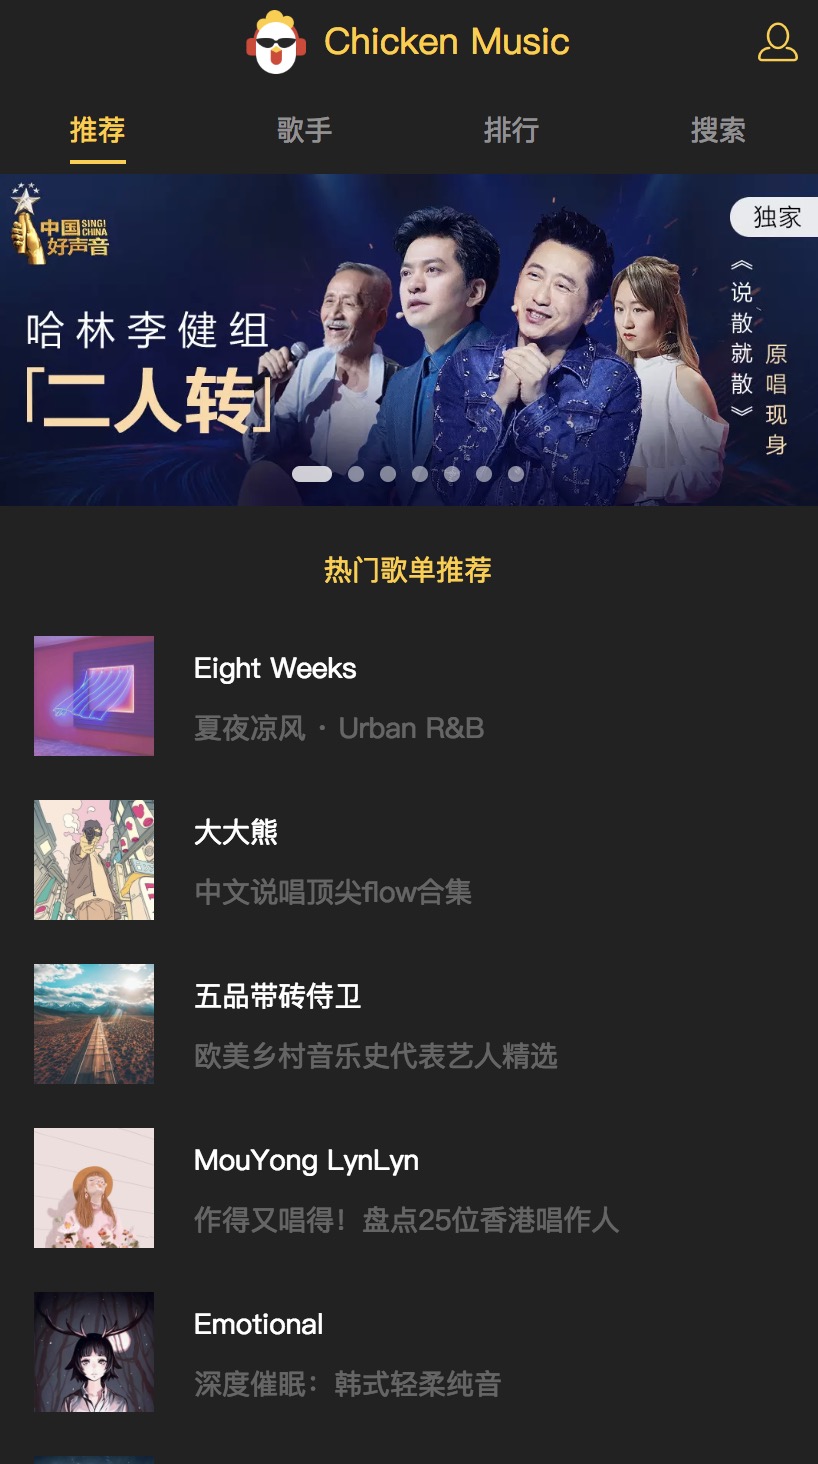 Chicken Music
推荐
歌手
排行
搜索
中国
SING!
CHINA
好声音
独家
哈林李健组
「二人转」
《说散就散》
原唱现身
热门歌单推荐
Eight Weeks
夏夜凉风·Urban R&B
大大熊
中文说唱顶尖flow合集
五品带砖侍卫
欧美乡村音乐史代表艺人精选
MouYong LynLyn
作得又唱得！盘点25位香港唱作人
Emotional
深度催眠：韩式轻柔纯音